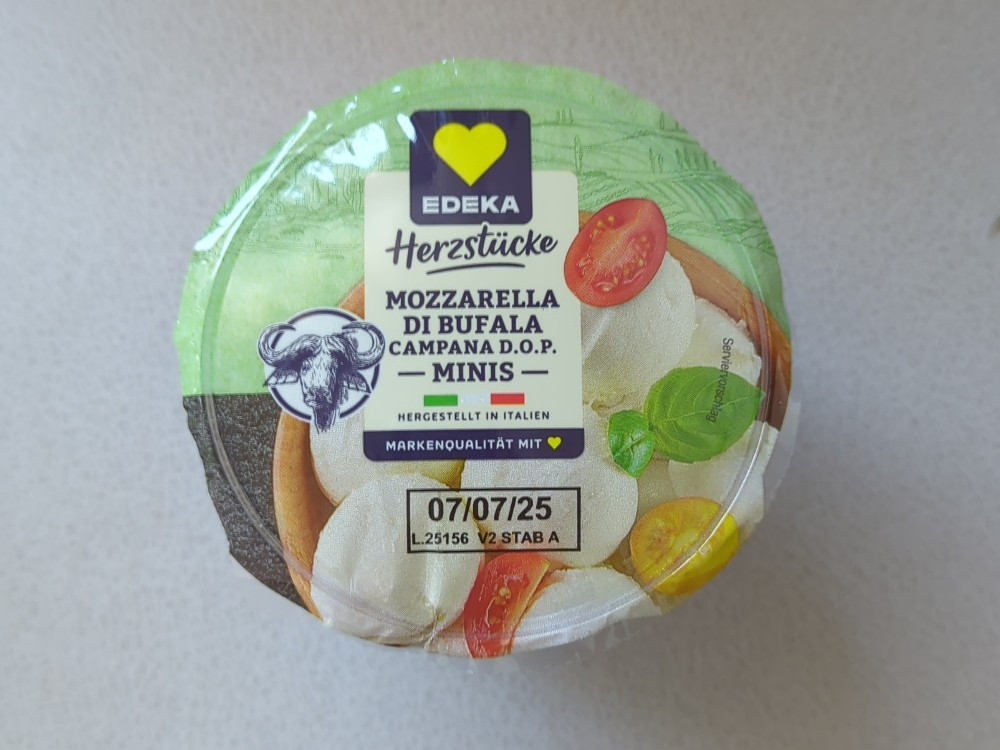 EDEKA
Herzstücke
MOZZARELLA
DI BUFALA
CAMPANA D.O.P.
— MINIS —
HERGESTELLT IN ITALIEN
MARKENQUALITÄT MIT
Serviervorschlag
07/07/25
L.25156 V2 STAB A